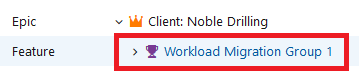 Epic Client: Noble Drilling
Feature Workload Migration Group 1